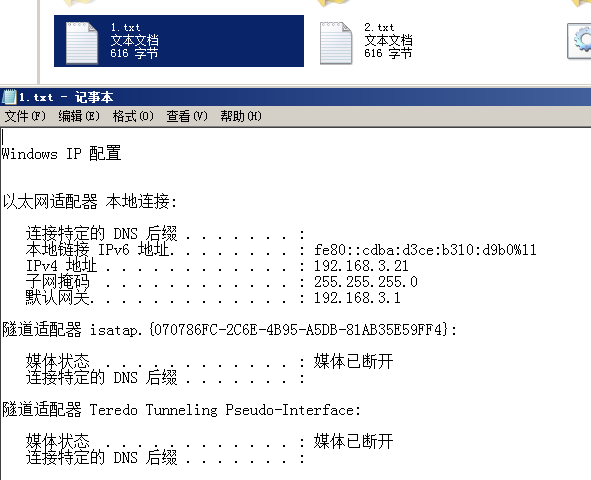 1.txt
文本文档
616 字节
2.txt
文本文档
616 字节
1.txt - 记事本
文件(F) 编辑(E) 格式(O) 查看(V) 帮助(H)
Windows IP 配置
以太网适配器 本地连接:
连接特定的 DNS 后缀 . . . . . . . :
本地链接 IPv6 地址. . . . . . . . : fe80::cdba:d3ce:b310:d9b0%11
IPv4 地址 . . . . . . . . . . . . : 192.168.3.21
子网掩码 . . . . . . . . . . . . : 255.255.255.0
默认网关. . . . . . . . . . . . . : 192.168.3.1
隧道适配器 isatap.{070786FC-2C6E-4B95-A5DB-81AB35E59FF4}:
媒体状态 . . . . . . . . . . . . : 媒体已断开
连接特定的 DNS 后缀 . . . . . . . :
隧道适配器 Teredo Tunneling Pseudo-Interface:
媒体状态 . . . . . . . . . . . . : 媒体已断开
连接特定的 DNS 后缀 . . . . . . . :